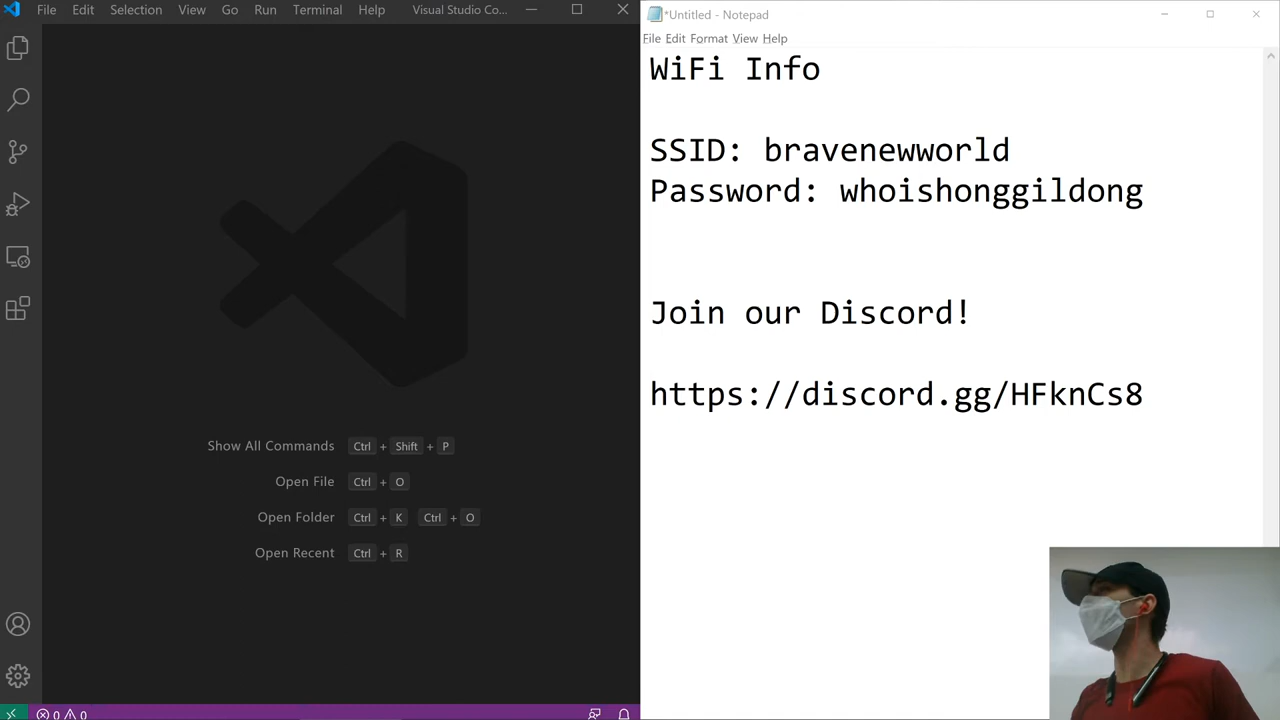 File Edit Selection View Go Run Terminal Help Visual Studio Co...
Show All Commands Ctrl + Shift + P
Open File Ctrl + O
Open Folder Ctrl + K Ctrl + O
Open Recent Ctrl + R
0 0
*Untitled - Notepad
File Edit Format View Help
WiFi Info
SSID: bravenewworld
Password: whoishonggildong
Join our Discord!
https://discord.gg/HFknCs8